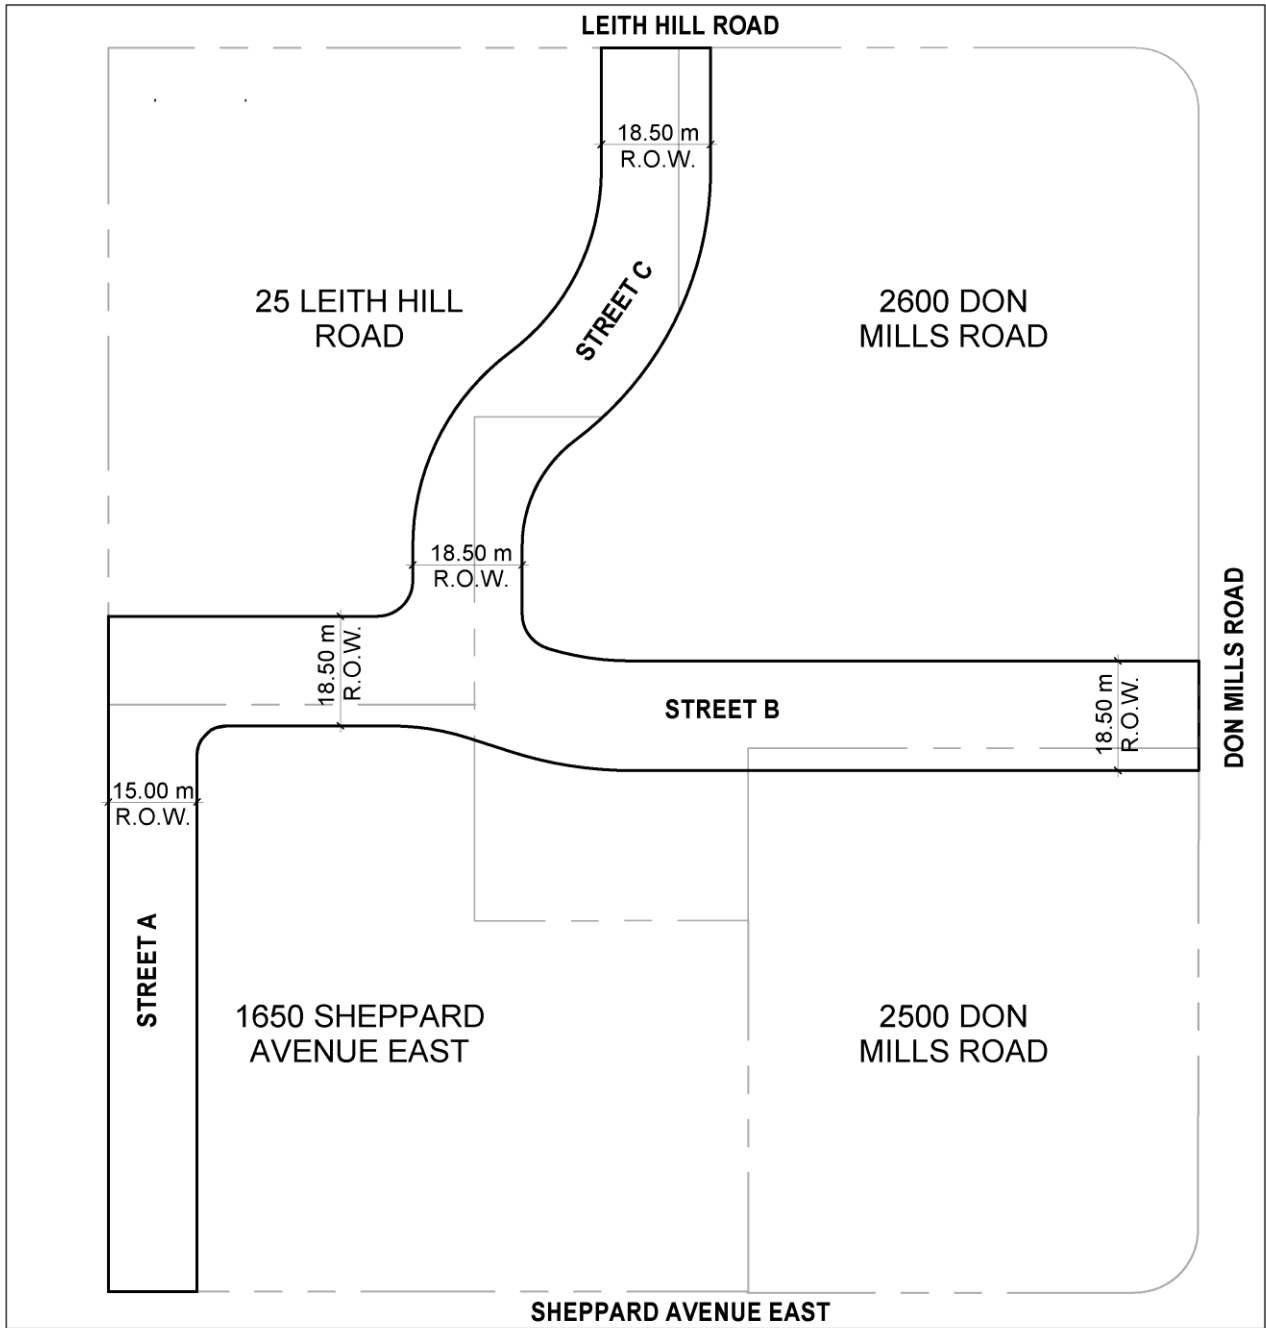 LEITH HILL ROAD
18.50 m
R.O.W.
STREET C
25 LEITH HILL
ROAD
2600 DON
MILLS ROAD
18.50 m
R.O.W.
18.50 m
R.O.W.
STREET B
18.50 m
R.O.W.
DON MILLS ROAD
15.00 m
R.O.W.
STREET A
1650 SHEPPARD
AVENUE EAST
2500 DON
MILLS ROAD
SHEPPARD AVENUE EAST